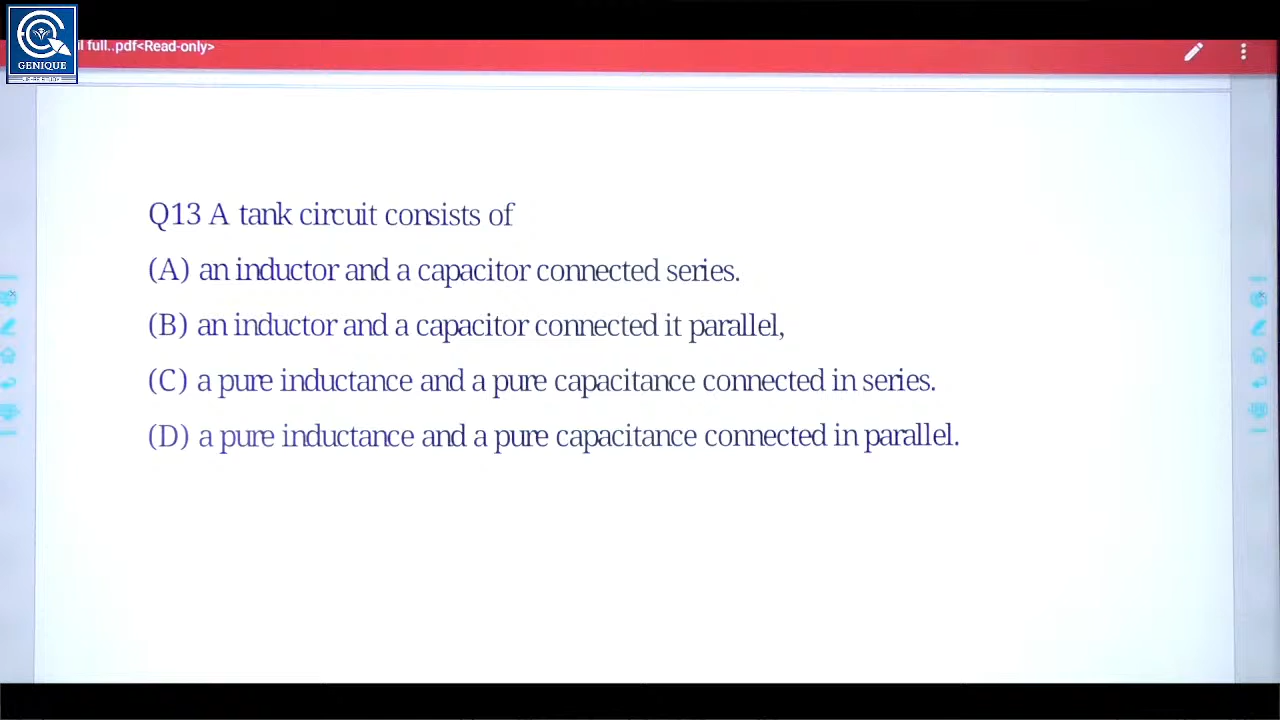 il full..pdf<Read-only>
GENIQUE
Q13 A tank circuit consists of
(A) an inductor and a capacitor connected series.
(B) an inductor and a capacitor connected it parallel,
(C) a pure inductance and a pure capacitance connected in series.
(D) a pure inductance and a pure capacitance connected in parallel.